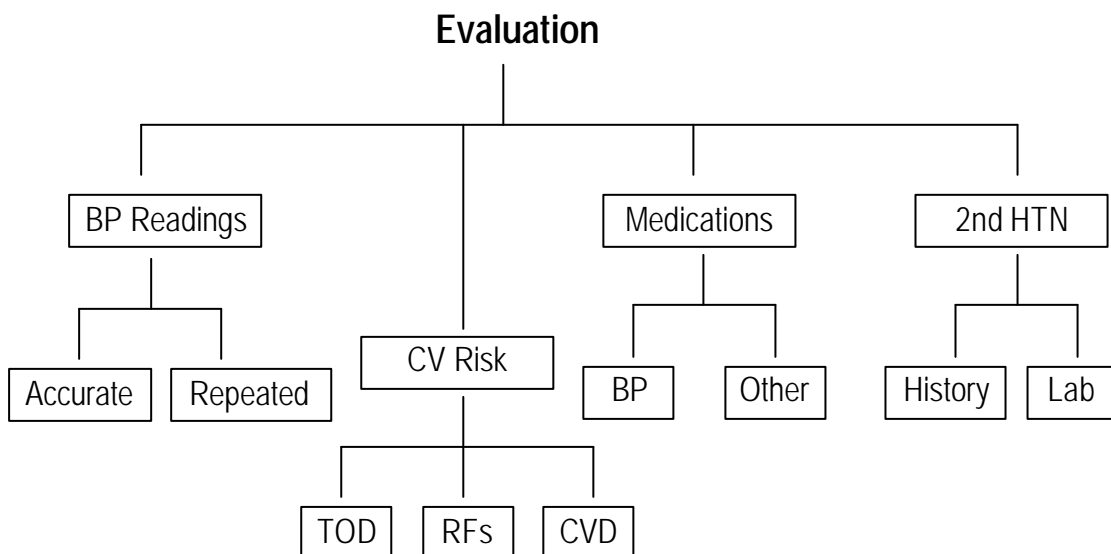 Evaluation
BP Readings
Medications
2nd HTN
CV Risk
Accurate
Repeated
BP
Other
History
Lab
TOD
RFs
CVD